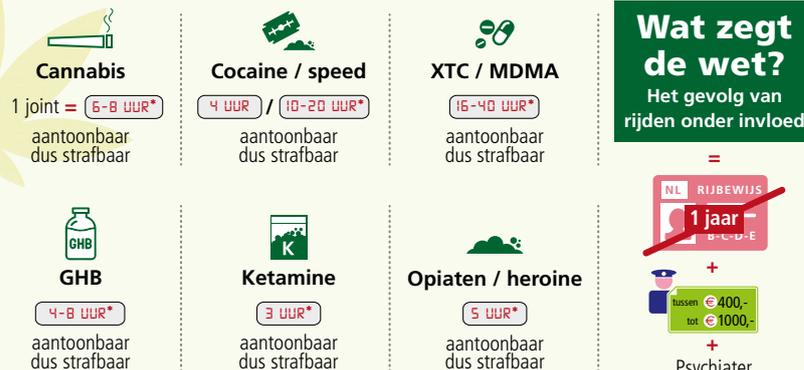 Cannabis
1 joint = 6-8 UUR*
aantoonbaar
dus strafbaar
Cocaine / speed
4 UUR / 10-20 UUR*
aantoonbaar
dus strafbaar
XTC / MDMA
16-40 UUR*
aantoonbaar
dus strafbaar
GHB
GHB
4-8 UUR*
aantoonbaar
dus strafbaar
K
Ketamine
3 UUR*
aantoonbaar
dus strafbaar
Opiaten / heroine
5 UUR*
aantoonbaar
dus strafbaar
Wat zegt
de wet?
Het gevolg van
rijden onder invloed
=
NL RIJBEWIJS
1 jaar
B-C-D-E
+
tussen € 400,-
tot € 1000,-
+
Psychiater